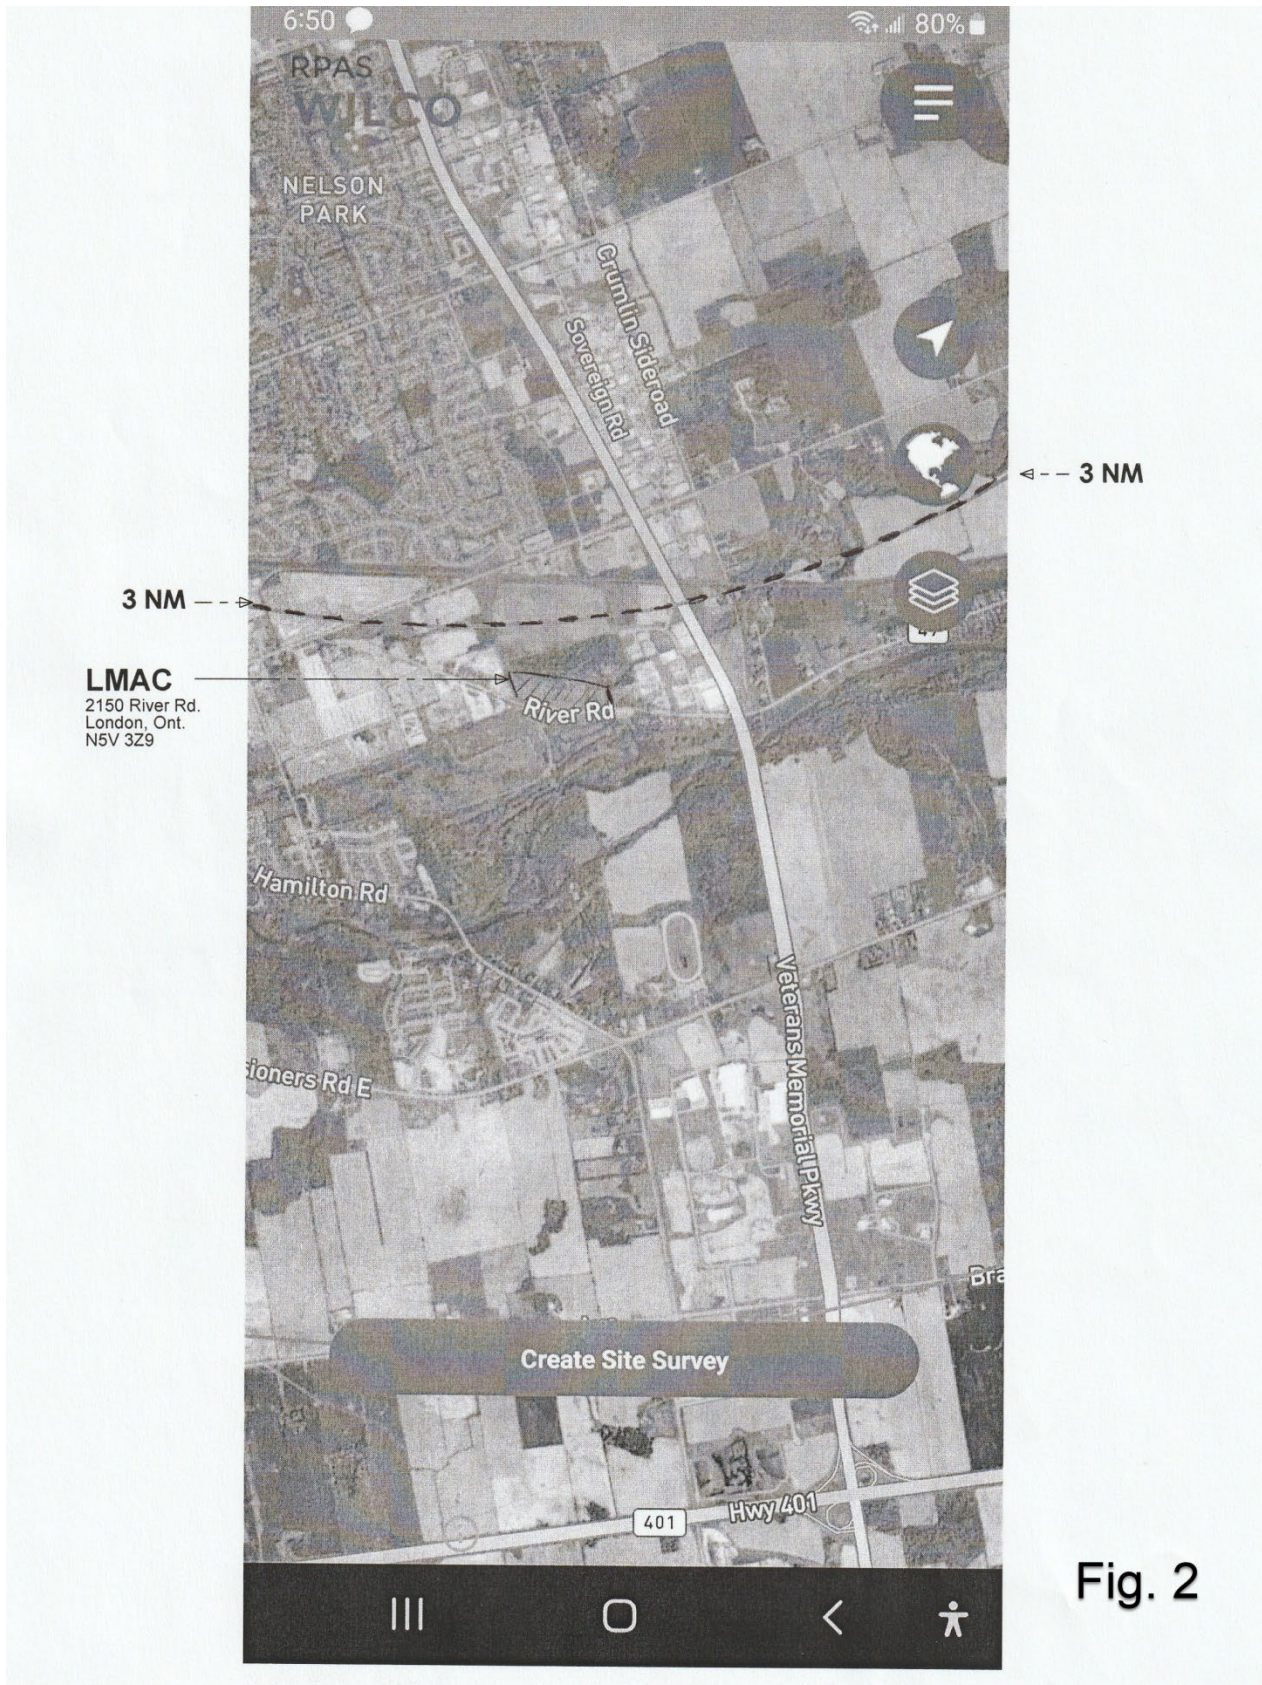 6:50
80%
RPAS
WILCO
NELSON
PARK
Crumlin Sideroad
Sovereign Rd
3 NM
3 NM
LMAC
2150 River Rd.
London, Ont.
N5V 3Z9
River Rd
Hamilton Rd
sioners Rd E
Veterans Memorial Pkwy
Bra
Create Site Survey
401
Hwy 401
Fig. 2